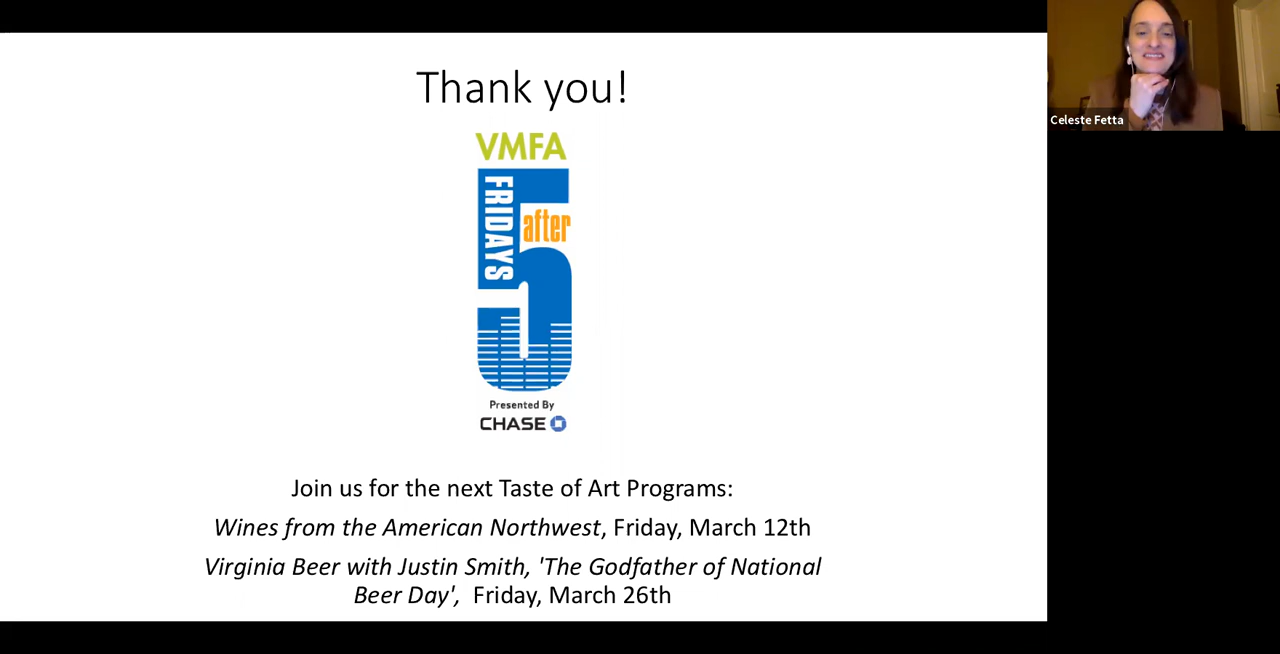 Thank you!
VMFA
FRIDAYS
after
5
Presented By
CHASE
Join us for the next Taste of Art Programs:
Wines from the American Northwest, Friday, March 12th
Virginia Beer with Justin Smith, 'The Godfather of National
Beer Day',  Friday, March 26th
Celeste Fetta